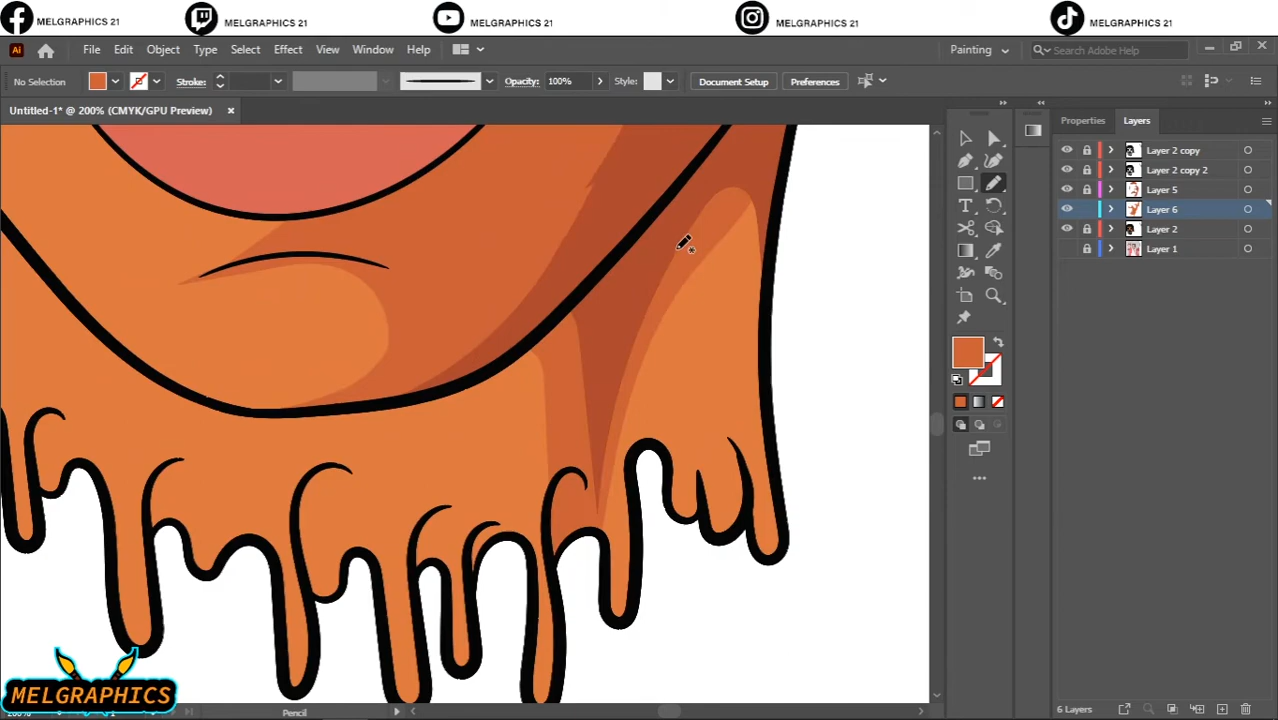 MELGRAPHICS 21 MELGRAPHICS 21 MELGRAPHICS 21 MELGRAPHICS 21 MELGRAPHICS 21
Ai File Edit Object Type Select Effect View Window Help Painting Search Adobe Help
No Selection Stroke: Opacity: 100% Style: Document Setup Preferences
Untitled-1* @ 200% (CMYK/GPU Preview)
Properties Layers
Layer 2 copy
Layer 2 copy 2
Layer 5
Layer 6
Layer 2
Layer 1
MELGRAPHICS
Pencil
6 Layers